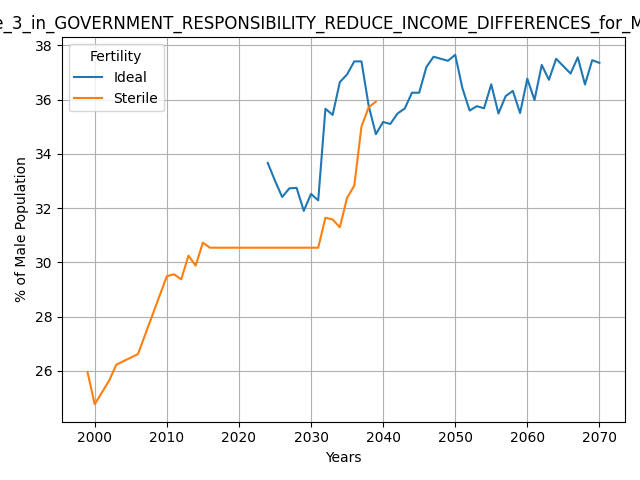 e_3_in_GOVERNMENT_RESPONSIBILITY_REDUCE_INCOME_DIFFERENCES_for_M
Fertility
Ideal
Sterile
% of Male Population
38
36
34
32
30
28
26
2000 2010 2020 2030 2040 2050 2060 2070
Years